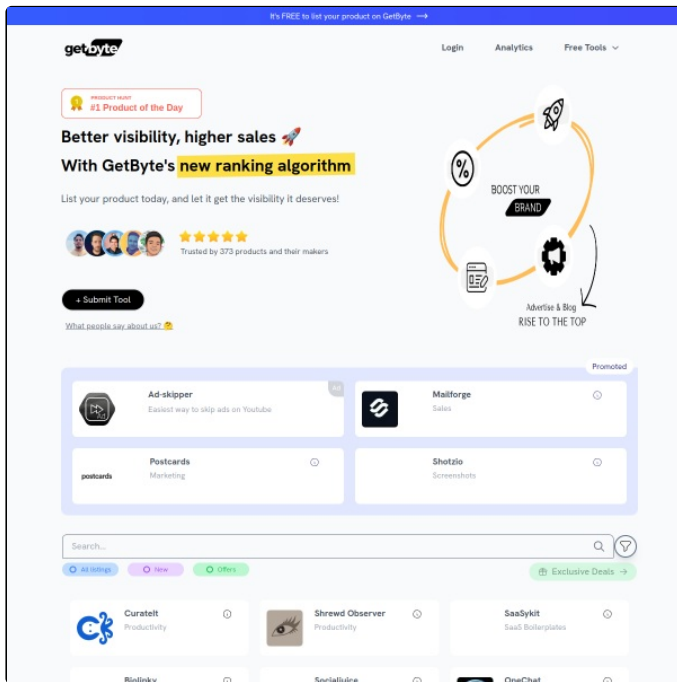 It's FREE to list your product on GetByte →
getbyte
Login
Analytics
Free Tools
PRODUCT HUNT
#1 Product of the Day
Better visibility, higher sales 🚀
With GetByte's new ranking algorithm
List your product today, and let it get the visibility it deserves!
Trusted by 373 products and their makers
+ Submit Tool
What people say about us? 🤔
BOOST YOUR
BRAND
Advertise & Blog
RISE TO THE TOP
Promoted
Ad-skipper
Easiest way to skip ads on Youtube
Ad
Mailforge
Sales
postcards
Postcards
Marketing
Shotzio
Screenshots
Search...
All listings
New
Offers
Exclusive Deals →
CurateIt
Productivity
Shrewd Observer
Productivity
SaaSykit
SaaS Boilerplates
Biolinky
Socialjuice
OneChat